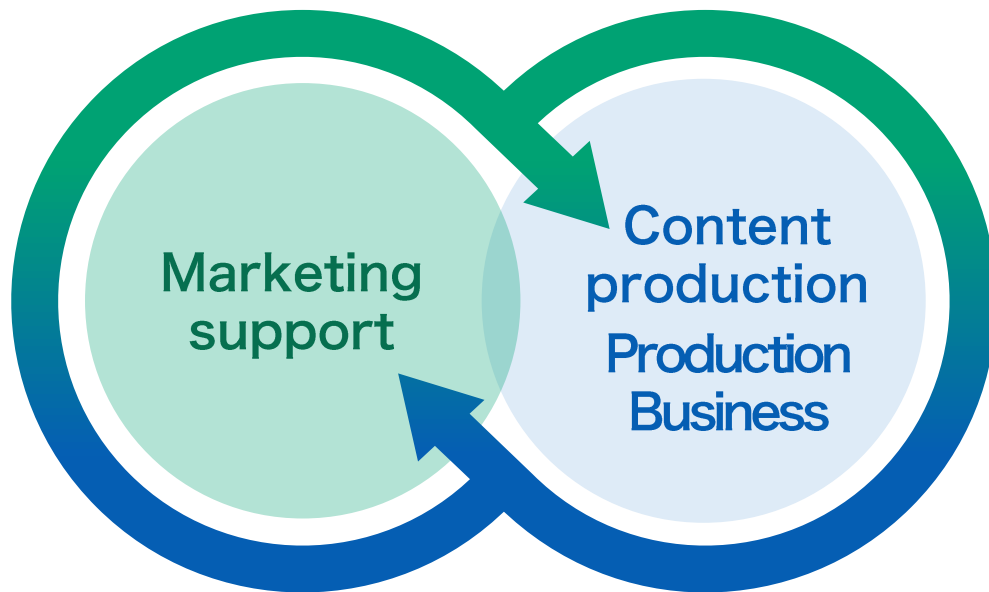 Marketing
support
Content
production
Production
Business